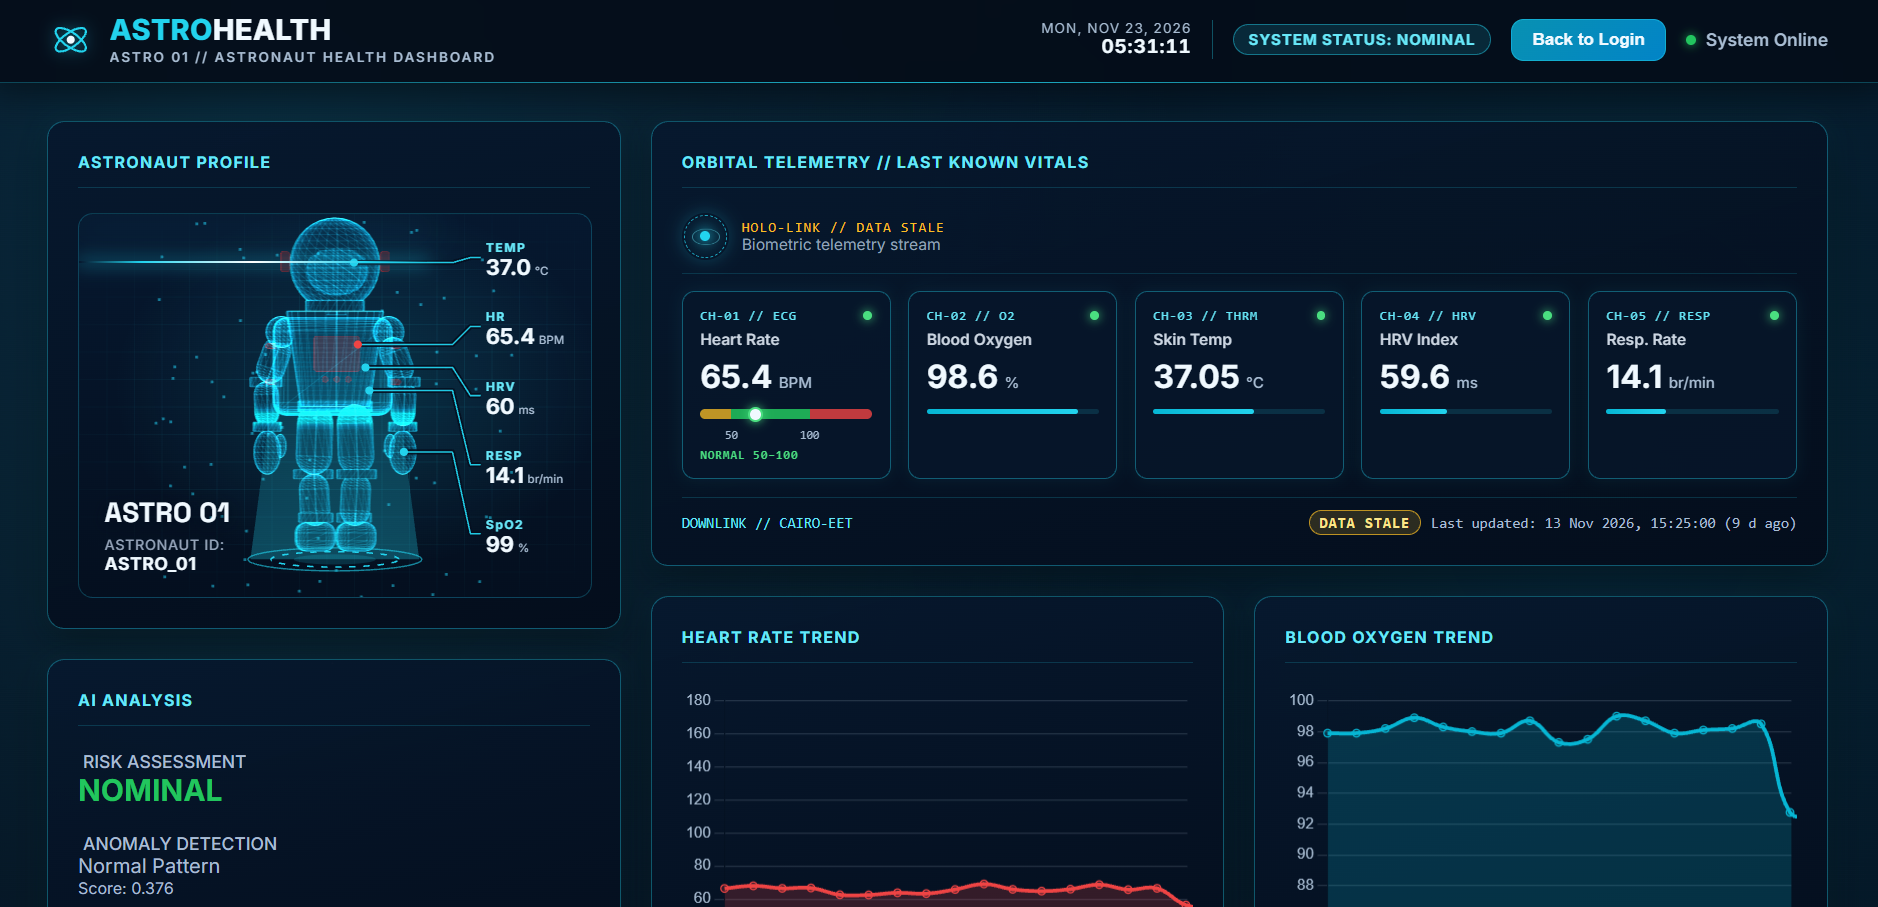 ASTROHEALTH
ASTRO 01 // ASTRONAUT HEALTH DASHBOARD
MON, NOV 23, 2026
05:31:11
SYSTEM STATUS: NOMINAL
Back to Login
System Online
ASTRONAUT PROFILE
TEMP
37.0 °C
HR
65.4 BPM
HRV
60 ms
RESP
14.1 br/min
SpO2
99 %
ASTRO 01
ASTRONAUT ID:
ASTRO_01
ORBITAL TELEMETRY // LAST KNOWN VITALS
HOLO-LINK // DATA STALE
Biometric telemetry stream
CH-01 // ECG
Heart Rate
65.4 BPM
50 100
NORMAL 50-100
CH-02 // O2
Blood Oxygen
98.6 %
CH-03 // THRM
Skin Temp
37.05 °C
CH-04 // HRV
HRV Index
59.6 ms
CH-05 // RESP
Resp. Rate
14.1 br/min
DOWNLINK // CAIRO-EET
DATA STALE
Last updated: 13 Nov 2026, 15:25:00 (9 d ago)
AI ANALYSIS
RISK ASSESSMENT
NOMINAL
ANOMALY DETECTION
Normal Pattern
Score: 0.376
HEART RATE TREND
180
160
140
120
100
80
60
BLOOD OXYGEN TREND
100
98
96
94
92
90
88